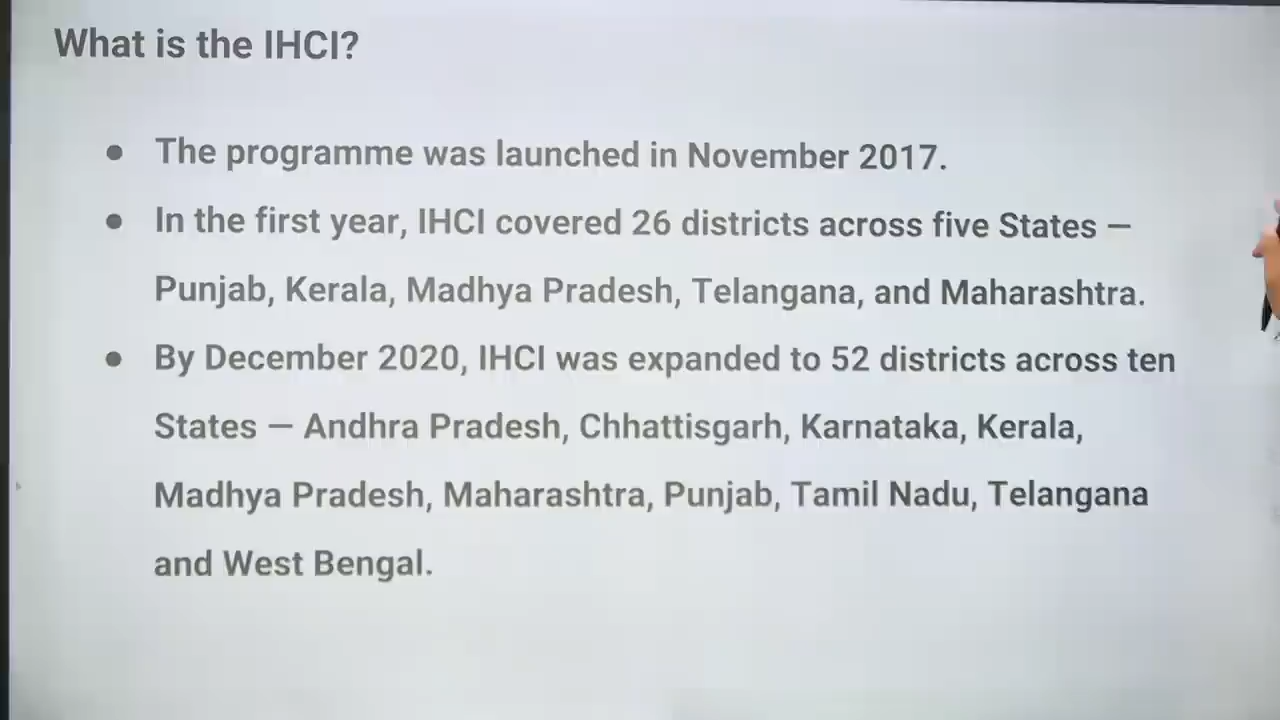 What is the IHCI?
● The programme was launched in November 2017.
● In the first year, IHCI covered 26 districts across five States —
Punjab, Kerala, Madhya Pradesh, Telangana, and Maharashtra.
● By December 2020, IHCI was expanded to 52 districts across ten
States — Andhra Pradesh, Chhattisgarh, Karnataka, Kerala,
Madhya Pradesh, Maharashtra, Punjab, Tamil Nadu, Telangana
and West Bengal.